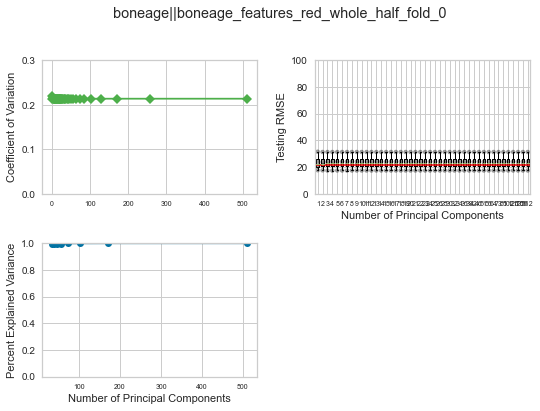 boneage||boneage_features_red_whole_half_fold_0
Coefficient of Variation
0.3
0.2
0.1
0.0
0 100 200 300 400 500
Testing RMSE
100
80
60
40
20
0
Number of Principal Components
Percent Explained Variance
1.0
0.8
0.6
0.4
0.2
0.0
100 200 300 400 500
Number of Principal Components